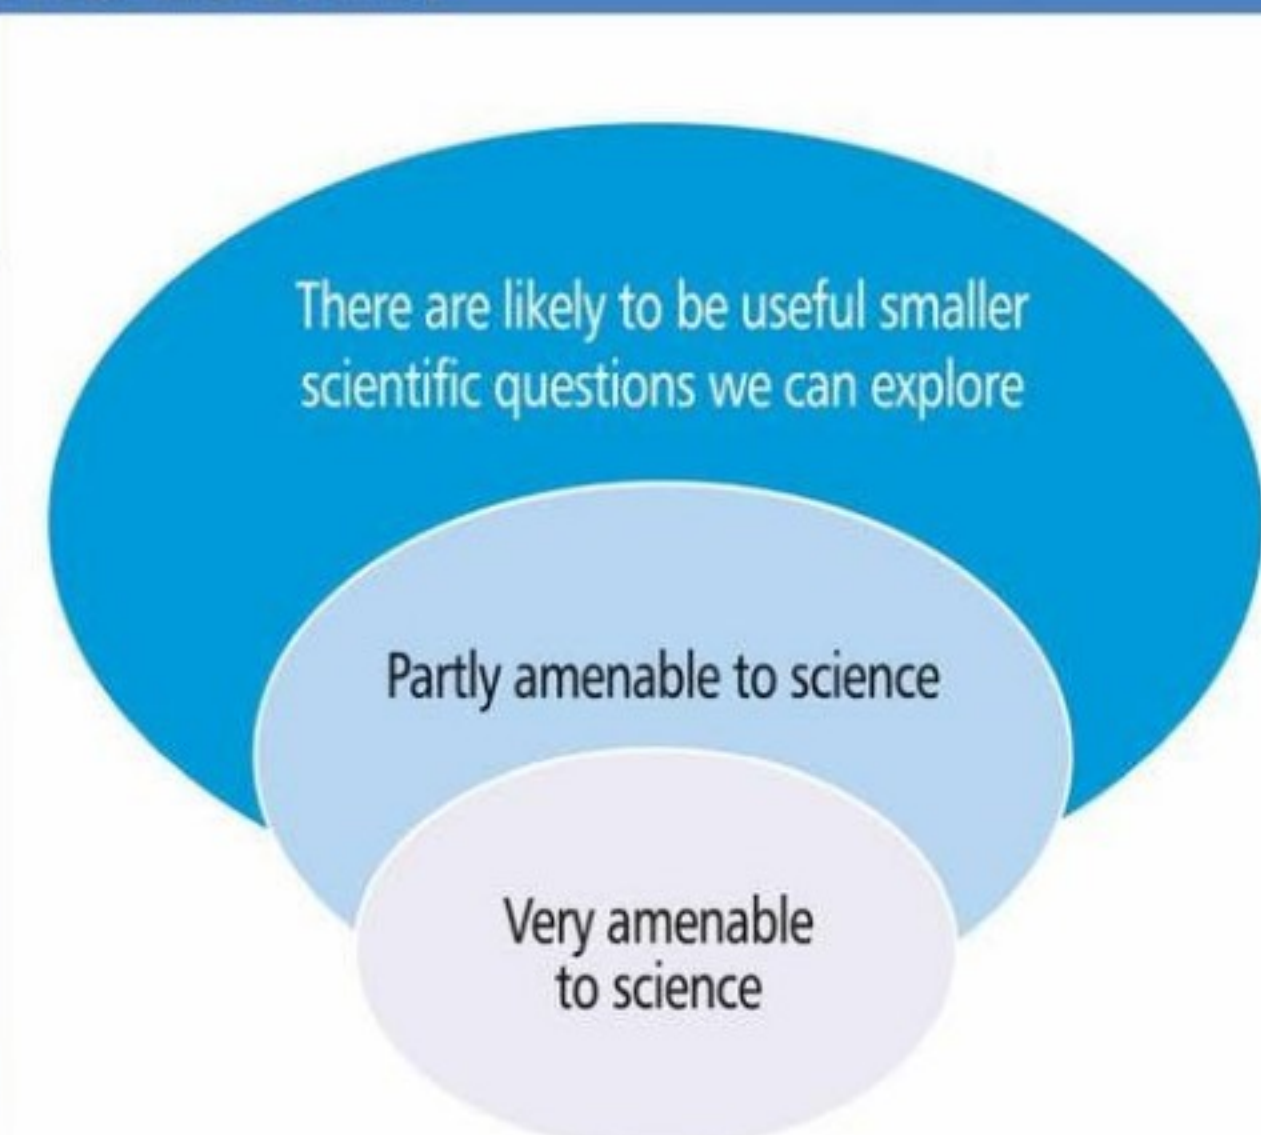 There are likely to be useful smaller
scientific questions we can explore
Partly amenable to science
Very amenable
to science